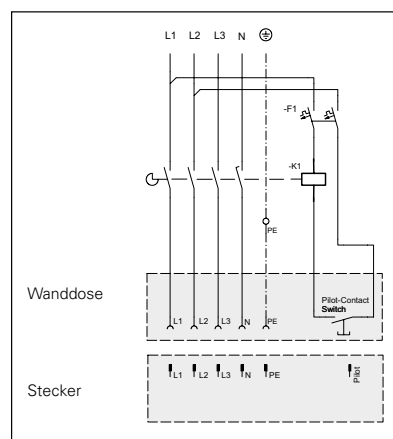 L1 L2 L3 N
-F1
-K1
PE
Wanddose
Pilot-Contact
Switch
L1 L2 L3 N PE
Stecker
L1 L2 L3 N PE Pilot